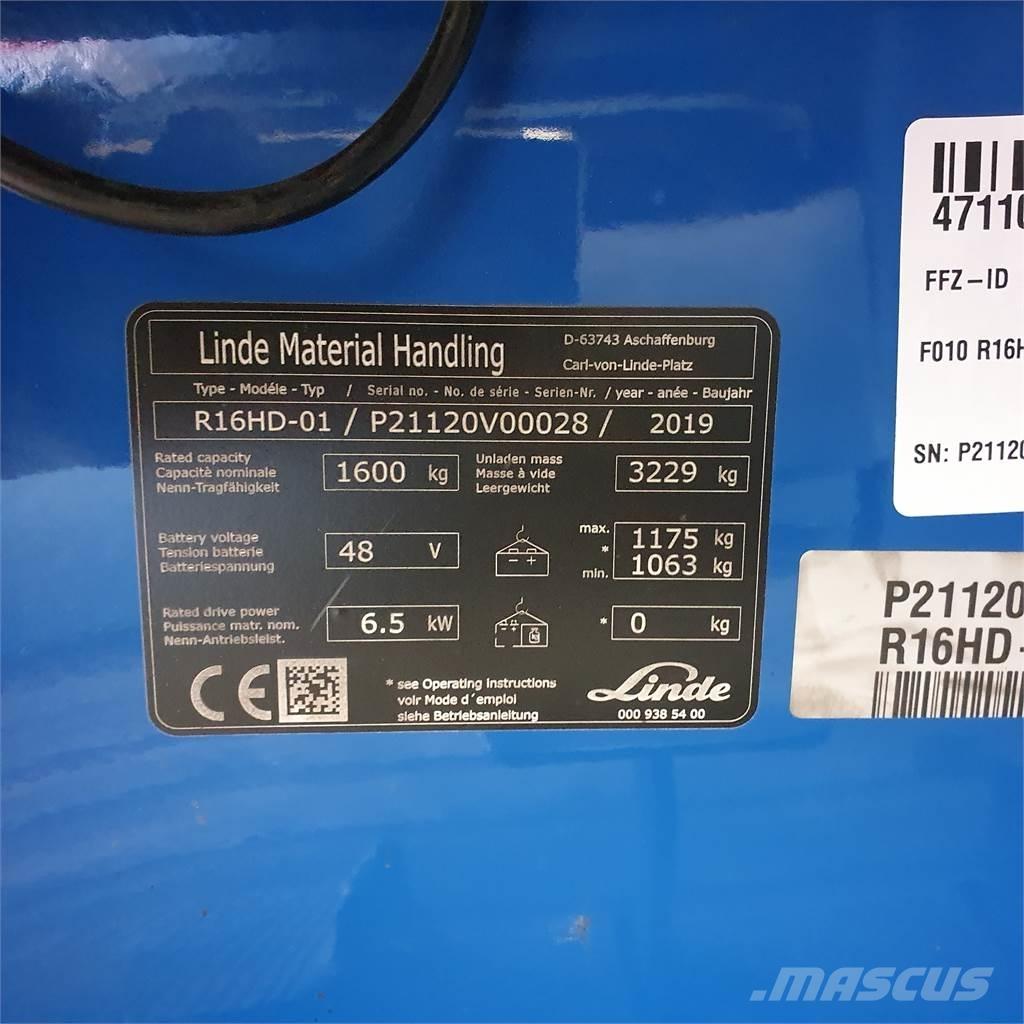 Linde Material Handling
D-63743 Aschaffenburg
Carl-von-Linde-Platz
Type - Modéle - Typ / Serial no. - No. de série - Serien-Nr. / year - anée - Baujahr
R16HD-01 / P21120V00028 / 2019
Rated capacity
Capacitè nominale
Nenn-Tragfähigkeit
1600 kg
Unladen mass
Masse à vide
Leergewicht
3229 kg
Battery voltage
Tension batterie
Batteriespannung
48 V
- +
max. 1175 kg
*
min. 1063 kg
Rated drive power
Puissance matr. nom.
Nenn-Antriebsleist.
6.5 kW
- + kg
* 0 kg
CE
* see Operating instructions
voir Mode d´emploi
siehe Betriebsanleitung
Linde
000 938 54 00
4711
FFZ-ID
F010 R16H
SN: P21120
P21120
R16HD-
.MASCUS